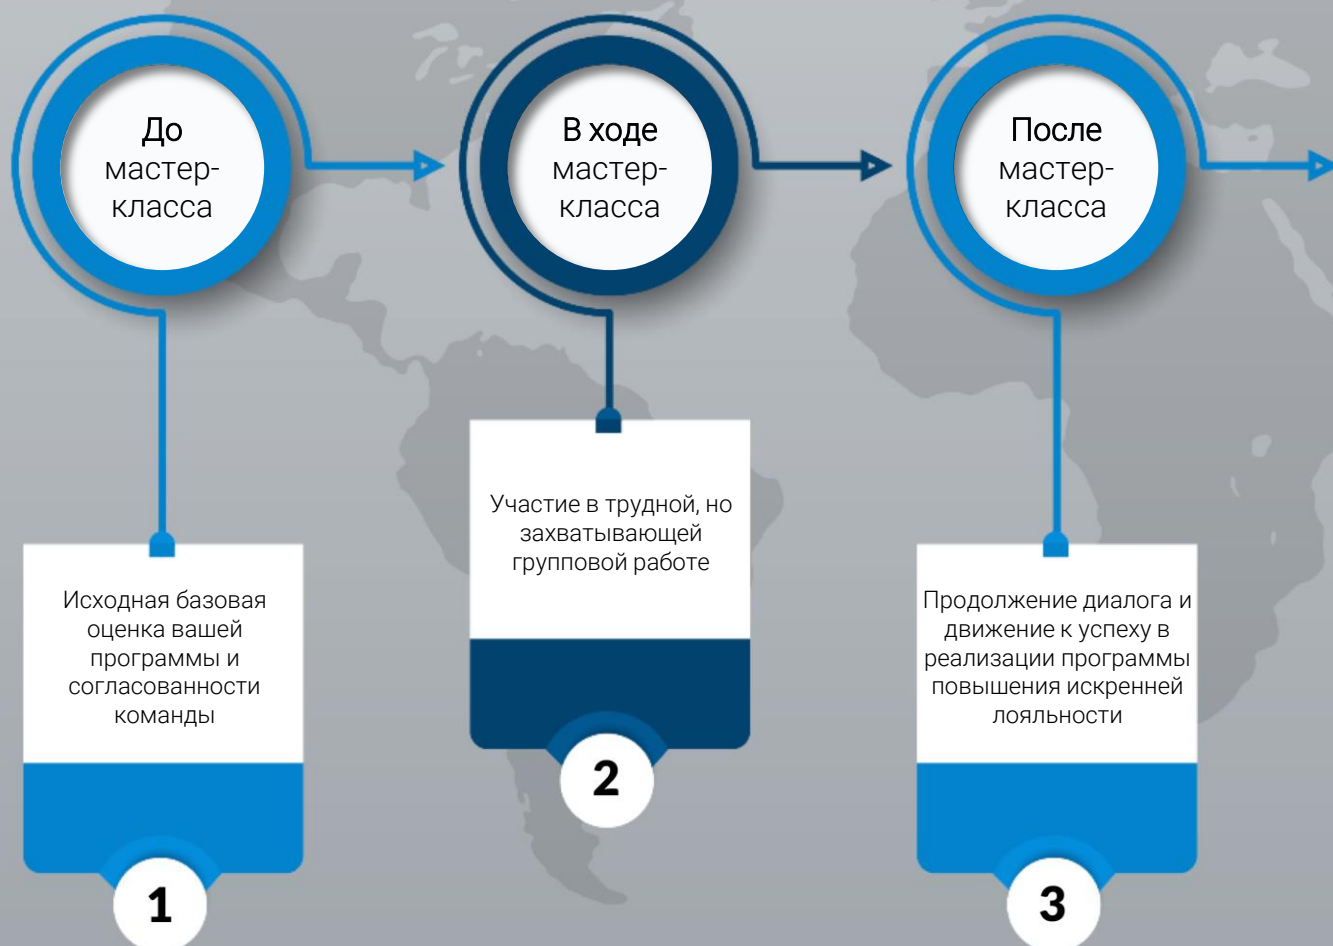 До
мастер-
класса
В ходе
мастер-
класса
После
мастер-
класса
Исходная базовая
оценка вашей
программы и
согласованности
команды
1
Участие в трудной, но
захватывающей
групповой работе
2
Продолжение диалога и
движение к успеху в
реализации программы
повышения искренней
лояльности
3